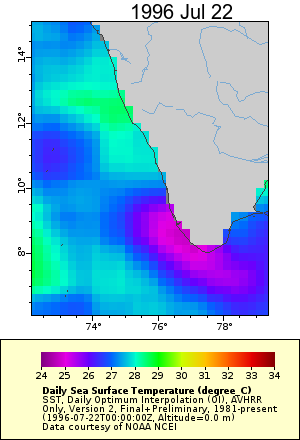 1996 Jul 22
14°
12°
10°
8°
74°
76°
78°
24 25 26 27 28 29 30 31 32 33 34
Daily Sea Surface Temperature (degree_C)
SST, Daily Optimum Interpolation (OI), AVHRR
Only, Version 2, Final+Preliminary, 1981-present
(1996-07-22T00:00:00Z, Altitude=0.0 m)
Data courtesy of NOAA NCEI